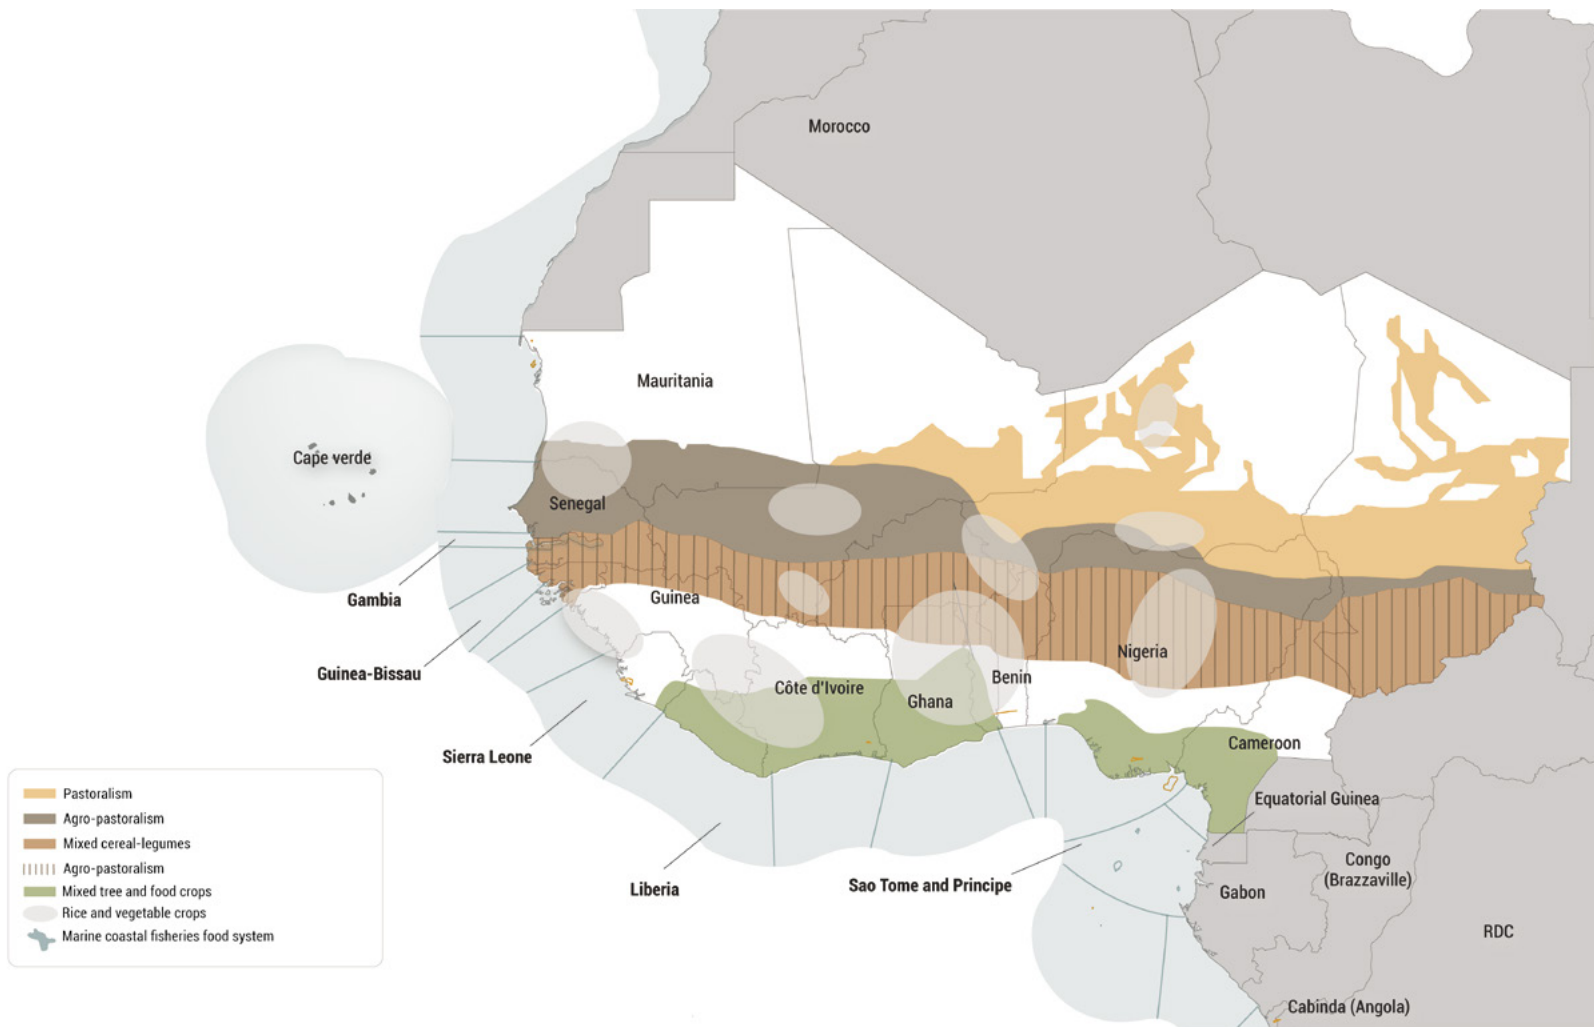 Morocco
Mauritania
Cape verde
Senegal
Gambia
Guinea
Guinea-Bissau
Nigeria
Benin
Côte d'Ivoire
Ghana
Sierra Leone
Cameroon
Equatorial Guinea
Liberia
Sao Tome and Principe
Congo
(Brazzaville)
Gabon
RDC
Cabinda (Angola)
Pastoralism
Agro-pastoralism
Mixed cereal-legumes
Agro-pastoralism
Mixed tree and food crops
Rice and vegetable crops
Marine coastal fisheries food system